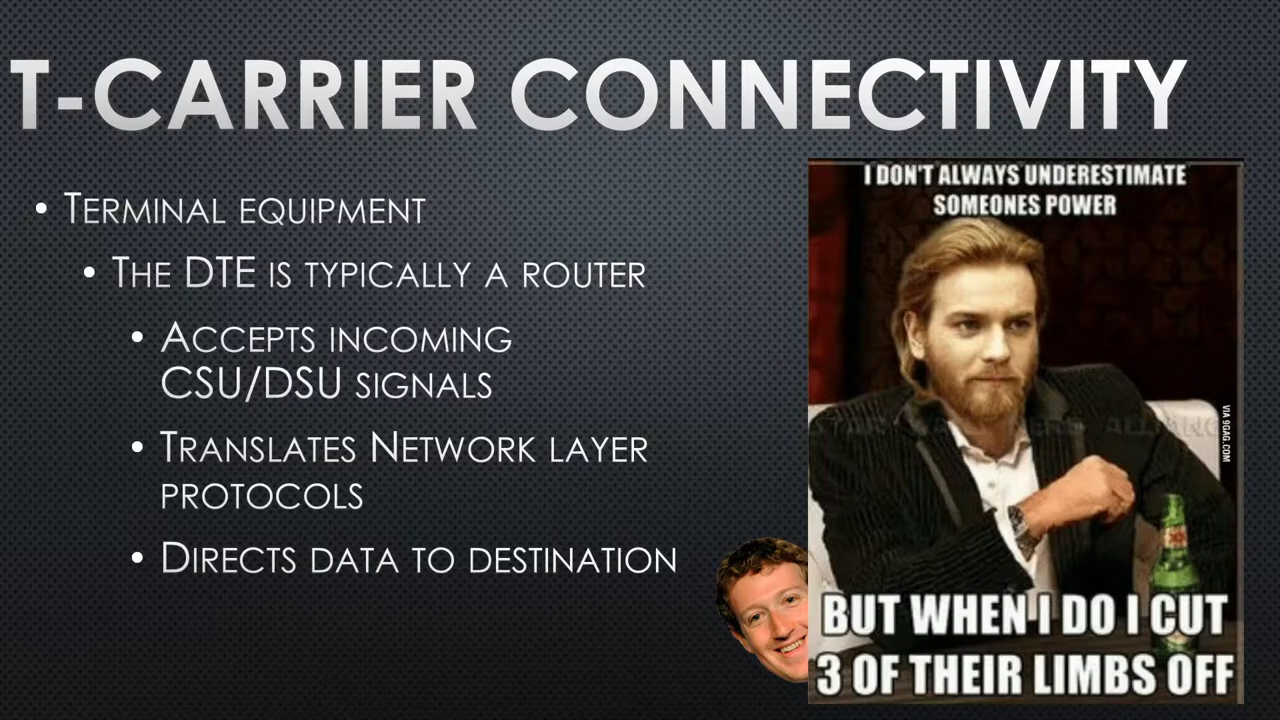 T-CARRIER CONNECTIVITY
• TERMINAL EQUIPMENT
• THE DTE IS TYPICALLY A ROUTER
• ACCEPTS INCOMING
CSU/DSU SIGNALS
• TRANSLATES NETWORK LAYER
PROTOCOLS
• DIRECTS DATA TO DESTINATION
I DON'T ALWAYS UNDERESTIMATE
SOMEONES POWER
VIA 9GAG.COM
BUT WHEN I DO I CUT
3 OF THEIR LIMBS OFF